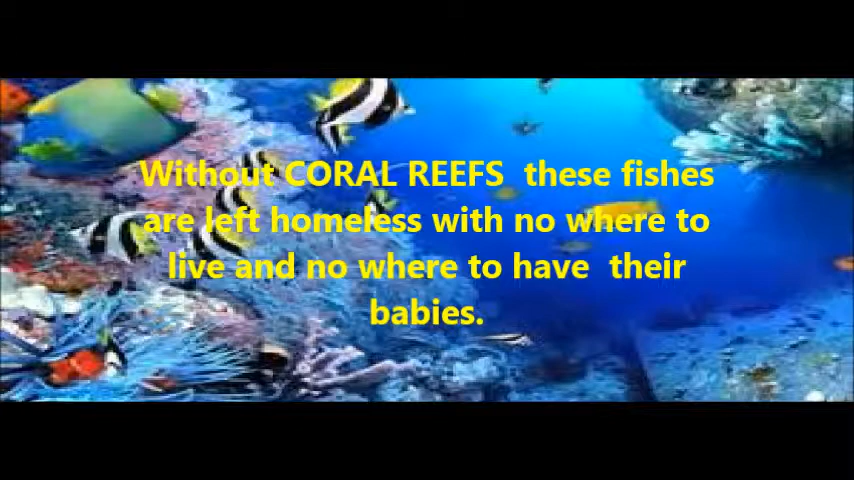 Without CORAL REEFS  these fishes
are left homeless with no where to
live and no where to have  their
babies.